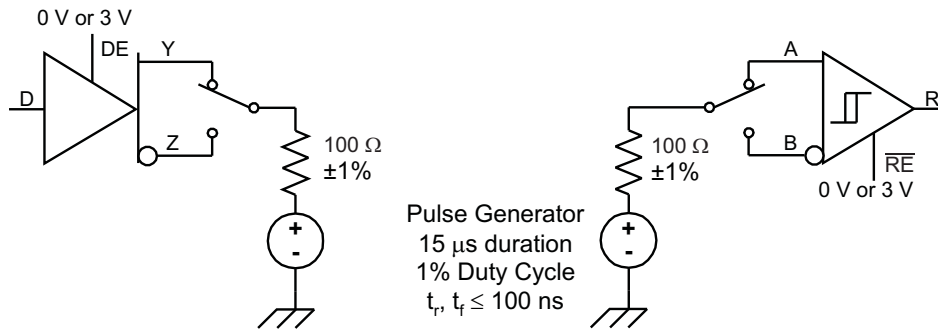 0 V or 3 V
DE
Y
D
Z
100 Ω
±1%
+
-
Pulse Generator
15 μs duration
1% Duty Cycle
tr, tf ≤ 100 ns
100 Ω
±1%
+
-
A
B
R
RE
0 V or 3 V